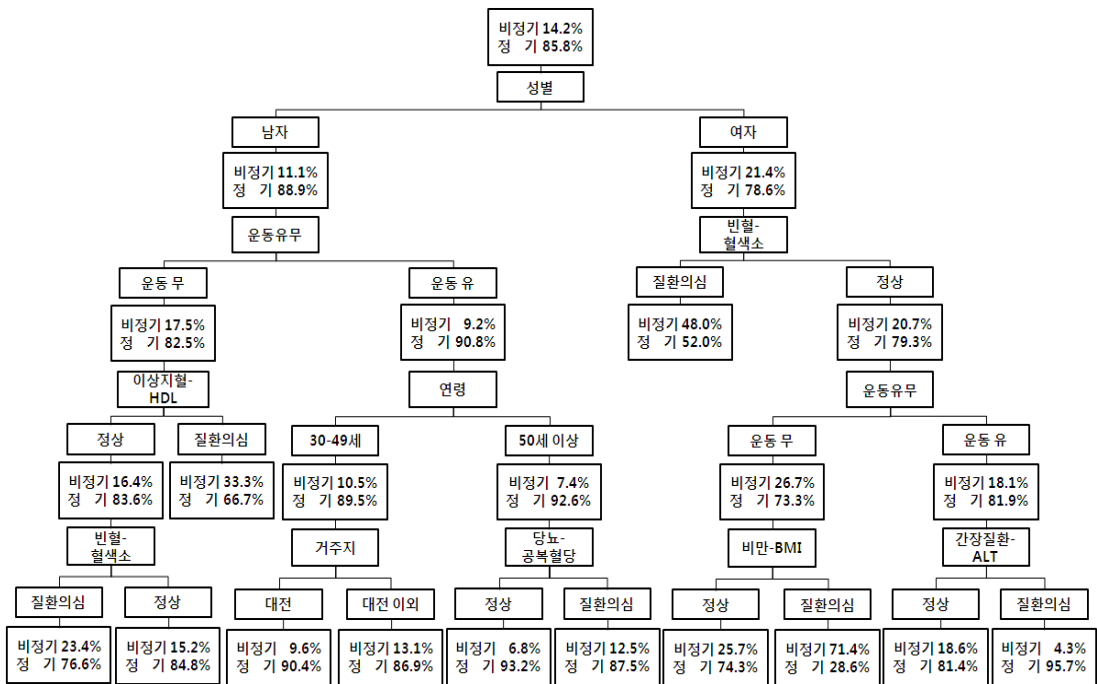 비정기 14.2%
정 기 85.8%
성별
남자
여자
비정기 11.1%
정 기 88.9%
비정기 21.4%
정 기 78.6%
운동유무
빈혈-
혈색소
운동 무
운동 유
질환의심
정상
비정기 17.5%
정 기 82.5%
비정기 9.2%
정 기 90.8%
비정기 48.0%
정 기 52.0%
비정기 20.7%
정 기 79.3%
이상지혈-
HDL
연령
운동유무
정상
질환의심
30-49세
50세 이상
운동 무
운동 유
비정기 16.4%
정 기 83.6%
비정기 33.3%
정 기 66.7%
비정기 10.5%
정 기 89.5%
비정기 7.4%
정 기 92.6%
비정기 26.7%
정 기 73.3%
비정기 18.1%
정 기 81.9%
빈혈-
혈색소
거주지
당뇨-
공복혈당
비만-BMI
간장질환-
ALT
질환의심
정상
대전
대전 이외
정상
질환의심
정상
질환의심
정상
질환의심
비정기 23.4%
정 기 76.6%
비정기 15.2%
정 기 84.8%
비정기 9.6%
정 기 90.4%
비정기 13.1%
정 기 86.9%
비정기 6.8%
정 기 93.2%
비정기 12.5%
정 기 87.5%
비정기 25.7%
정 기 74.3%
비정기 71.4%
정 기 28.6%
비정기 18.6%
정 기 81.4%
비정기 4.3%
정 기 95.7%